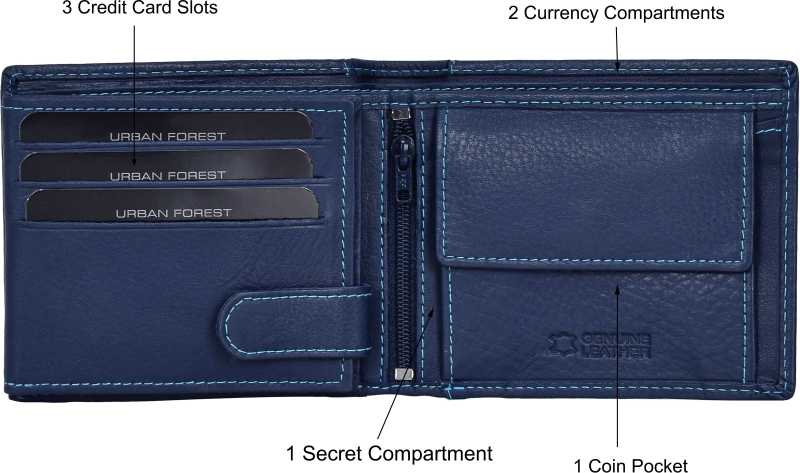 3 Credit Card Slots
2 Currency Compartments
URBAN FOREST
URBAN FOREST
URBAN FOREST
GENUINE
LEATHER
1 Secret Compartment
1 Coin Pocket